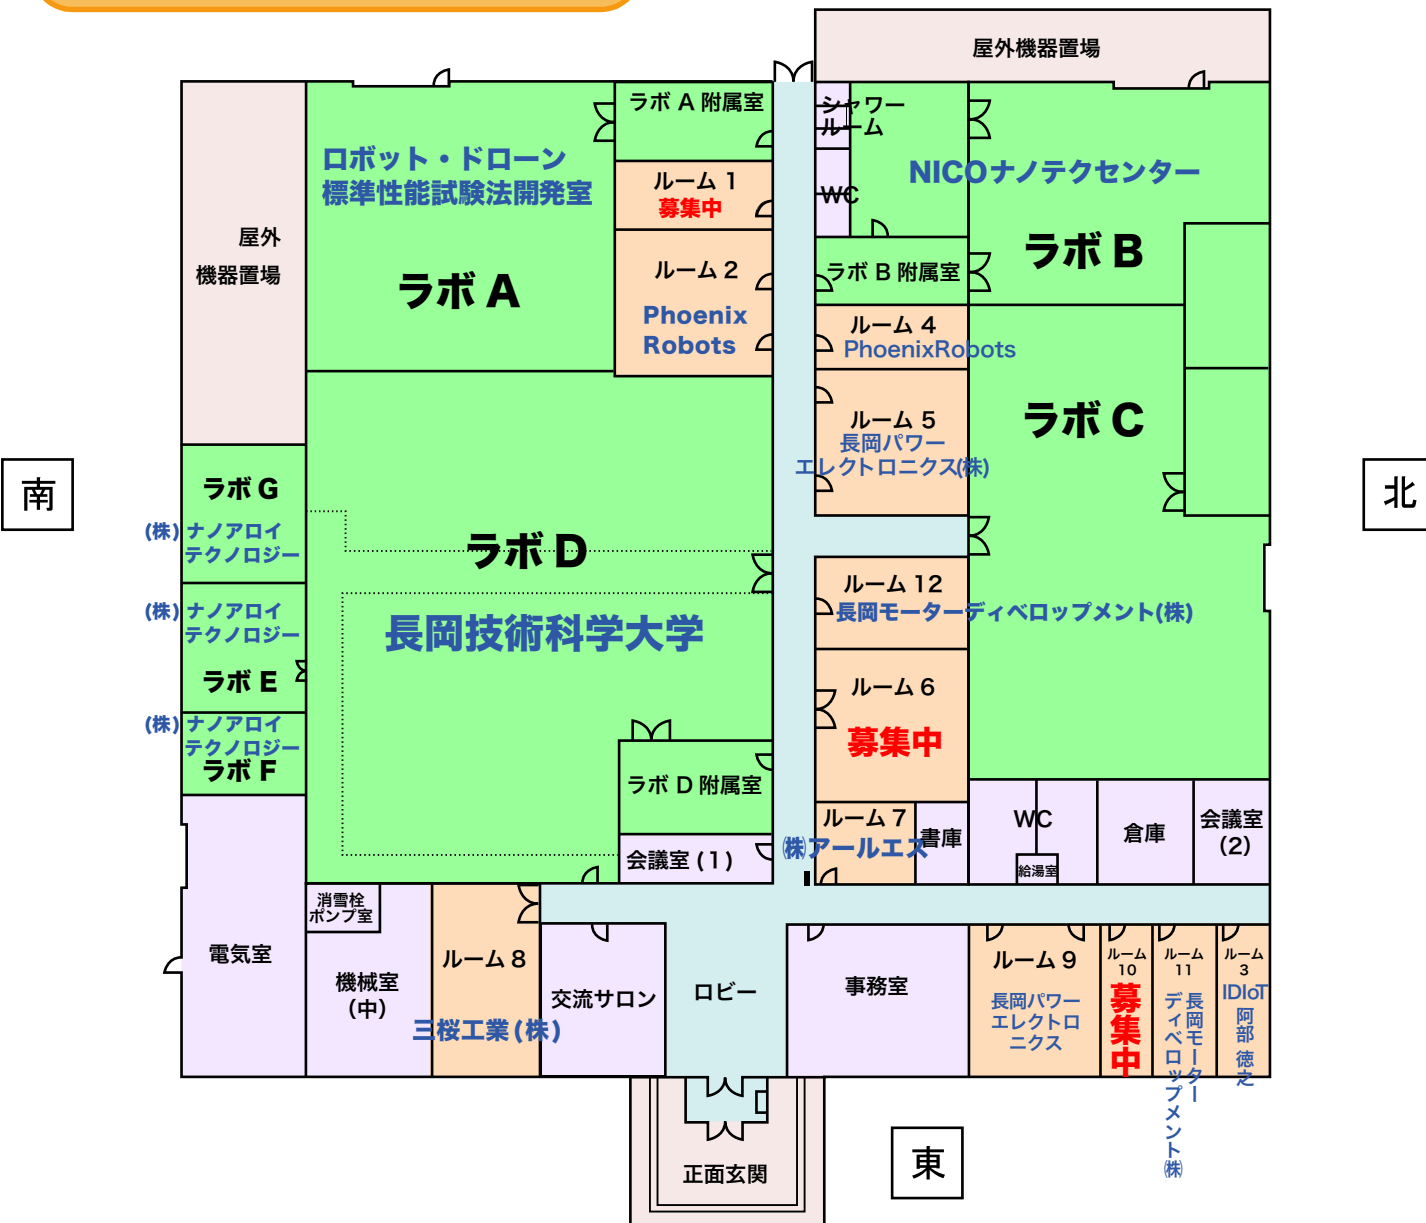 屋外機器置場
ラボ A 附属室
シャワー
ルーム
ロボット・ドローン
標準性能試験法開発室
ルーム 1
募集中
WC
NICOナノテクセンター
屋外
機器置場
ラボ A
ルーム 2
Phoenix
Robots
ラボ B 附属室
ラボ B
ルーム 4
PhoenixRobots
ルーム 5
長岡パワー
エレクトロニクス(株)
ラボ C
南
北
ラボ G
(株) ナノアロイ
テクノロジー
ラボ D
長岡技術科学大学
ルーム 12
長岡モーターディベロップメント(株)
(株) ナノアロイ
テクノロジー
ラボ E
ルーム 6
募集中
(株) ナノアロイ
テクノロジー
ラボ F
ラボ D 附属室
会議室 (1)
ルーム 7
㈱アールエス
書庫
WC
給湯室
倉庫
会議室
(2)
消雪栓
ポンプ室
電気室
機械室
(中)
ルーム 8
三桜工業 (株)
交流サロン
ロビー
事務室
ルーム 9
長岡パワー
エレクトロ
ニクス
ルーム
10
募集中
ルーム
11
長岡モーター
ディベロップメント㈱
ルーム
3
IDIoT
阿部 徳之
正面玄関
東